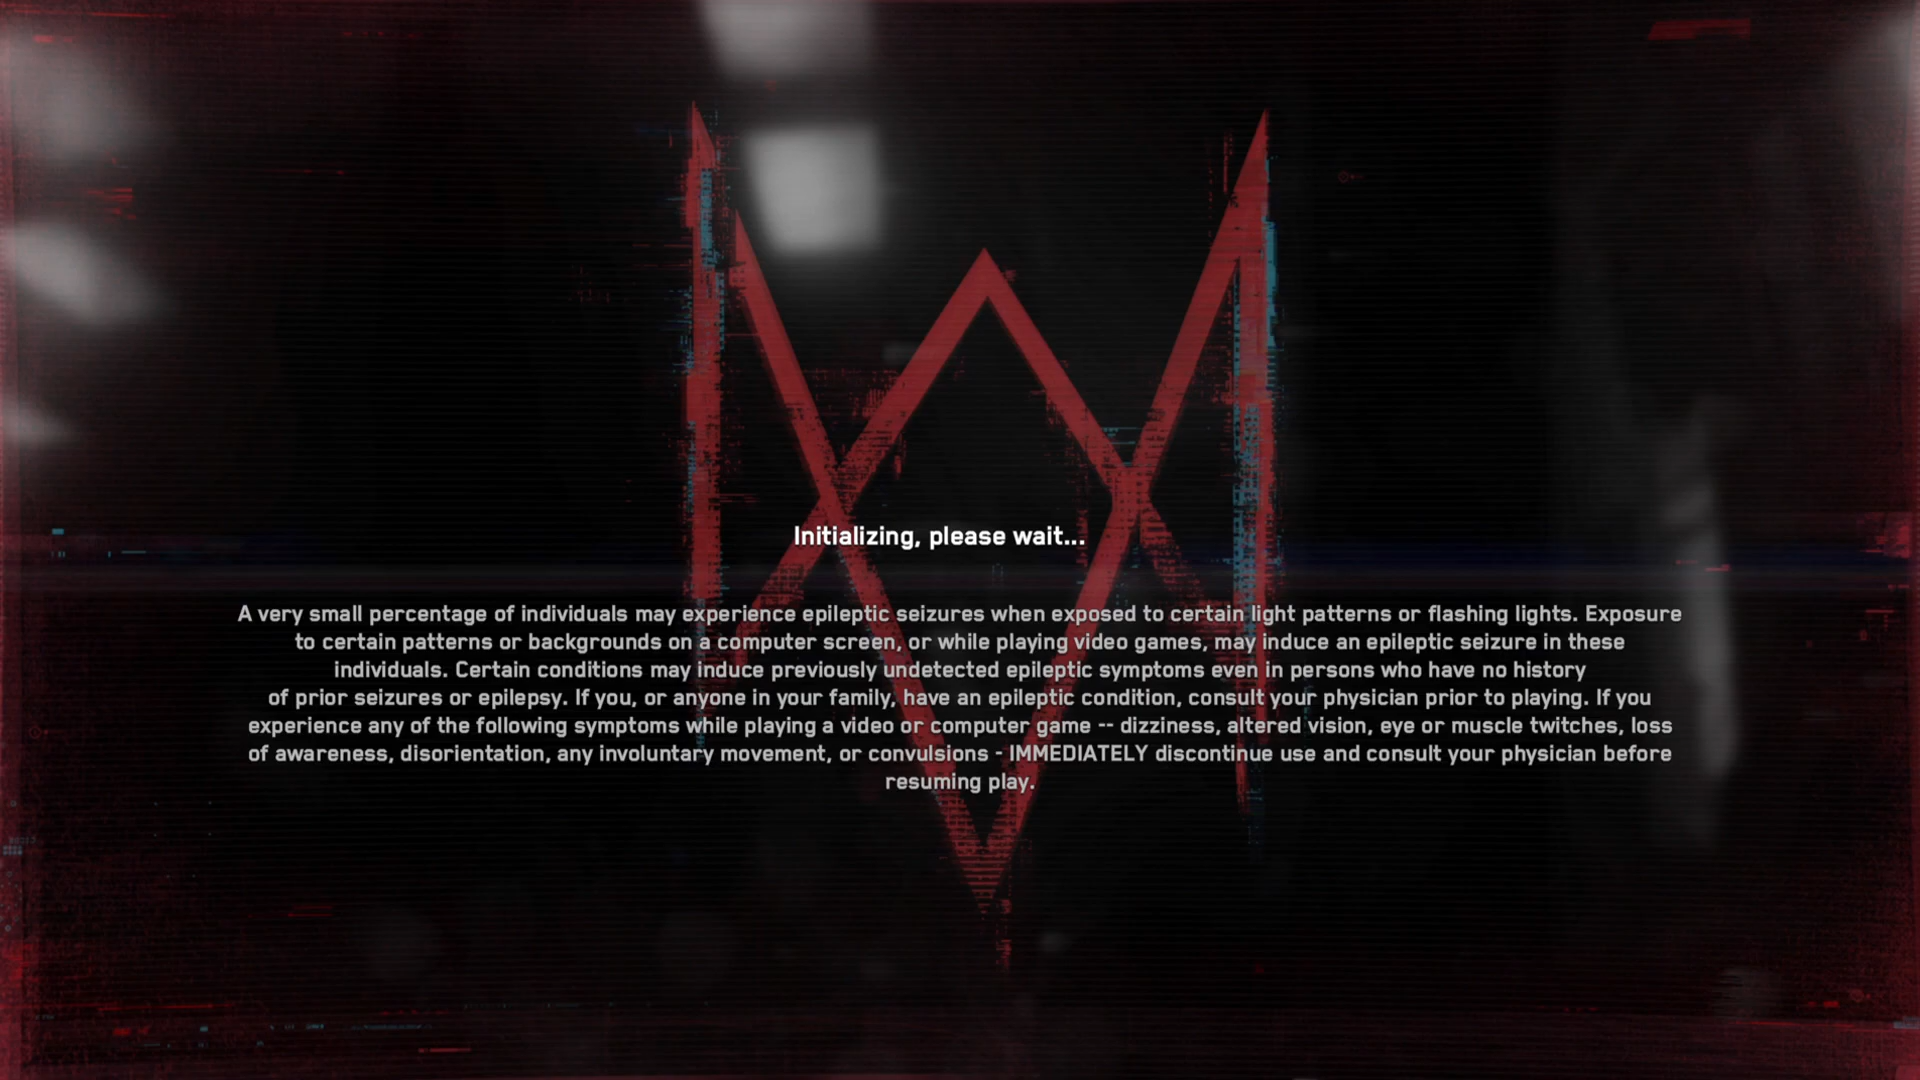 Initializing, please wait...
A very small percentage of individuals may experience epileptic seizures when exposed to certain light patterns or flashing lights. Exposure
to certain patterns or backgrounds on a computer screen, or while playing video games, may induce an epileptic seizure in these
individuals. Certain conditions may induce previously undetected epileptic symptoms even in persons who have no history
of prior seizures or epilepsy. If you, or anyone in your family, have an epileptic condition, consult your physician prior to playing. If you
experience any of the following symptoms while playing a video or computer game -- dizziness, altered vision, eye or muscle twitches, loss
of awareness, disorientation, any involuntary movement, or convulsions - IMMEDIATELY discontinue use and consult your physician before
resuming play.